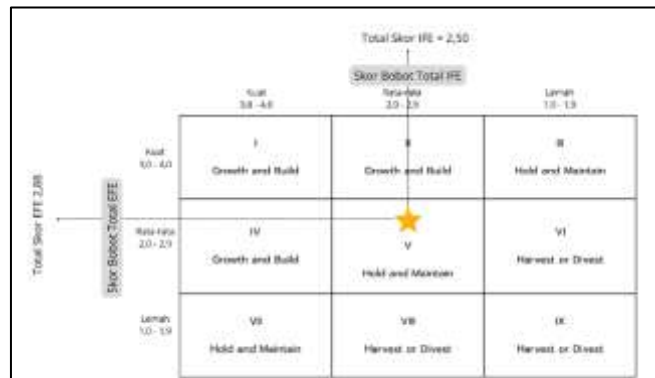 Total Skor IFE = 2,50
Skor Bobot Total IFE
Kuat
3,0 - 4,0
Rata-rata
2,0 - 2,9
Lemah
1,0 - 1,9
Total Skor EFE 2,88
Skor Bobot Total EFE
Kuat
3,0 - 4,0
I
Growth and Build
II
Growth and Build
III
Hold and Maintain
Rata-rata
2,0 - 2,9
IV
Growth and Build
V
Hold and Maintain
VI
Harvest or Divest
Lemah
1,0 - 1,9
VII
Hold and Maintain
VIII
Harvest or Divest
IX
Harvest or Divest